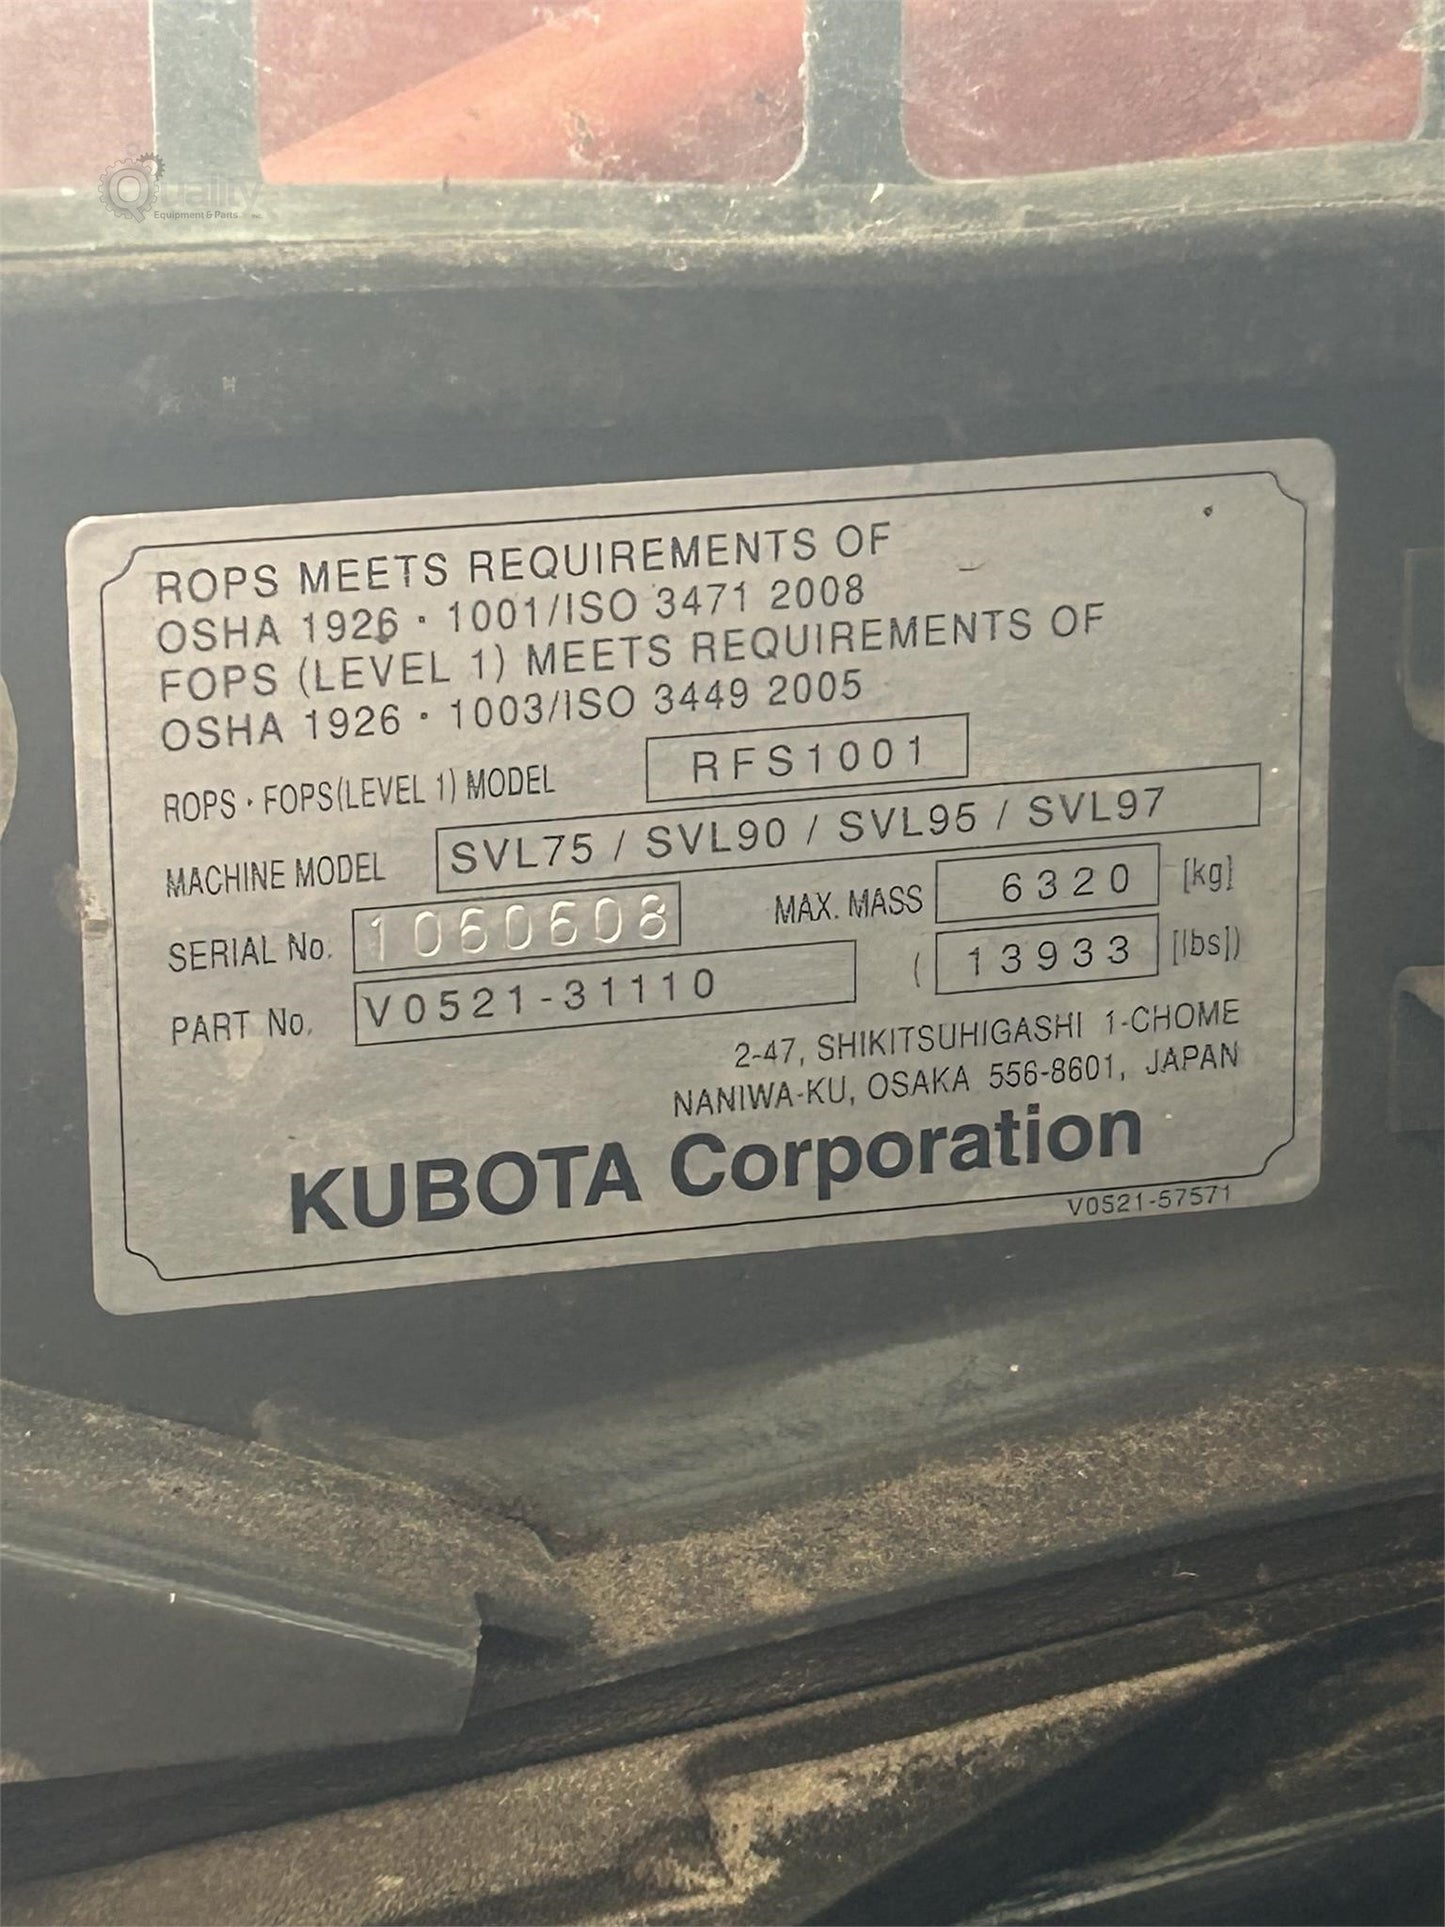 Quality
Equipment & Parts INC.
ROPS MEETS REQUIREMENTS OF
OSHA 1926・1001/ISO 3471 2008
FOPS (LEVEL 1) MEETS REQUIREMENTS OF
OSHA 1926・1003/ISO 3449 2005
ROPS・FOPS(LEVEL 1) MODEL RFS1001
MACHINE MODEL SVL75 / SVL90 / SVL95 / SVL97
SERIAL No. 1060608 MAX. MASS 6320 [kg]
PART No. V0521-31110 ( 13933 [lbs])
2-47, SHIKITSUHIGASHI 1-CHOME
NANIWA-KU, OSAKA 556-8601, JAPAN
KUBOTA Corporation
V0521-57571